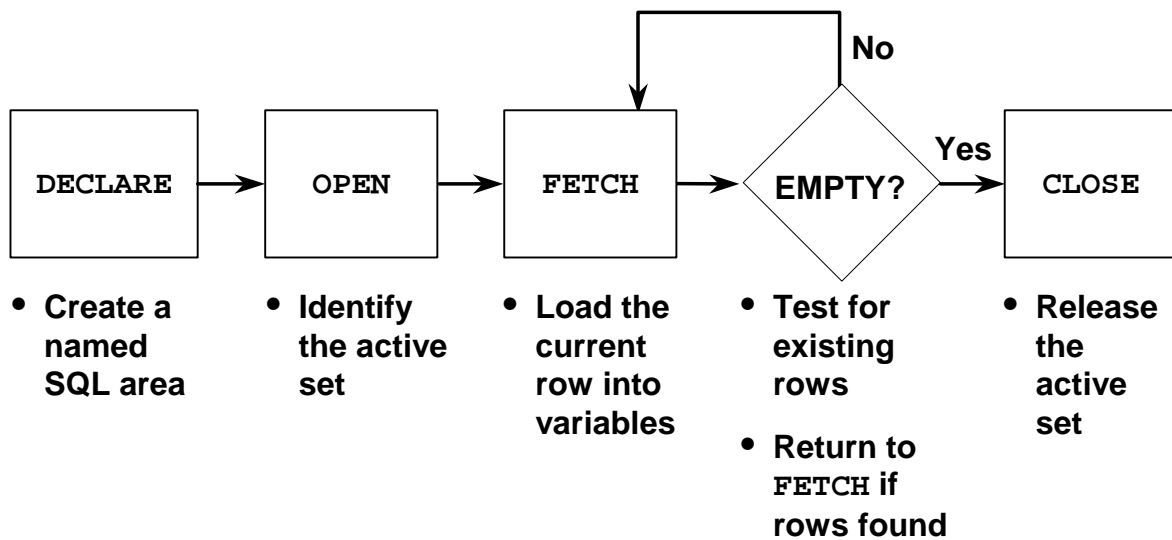 No
Yes
DECLARE
OPEN
FETCH
EMPTY?
CLOSE
• Create a
named
SQL area
• Identify
the active
set
• Load the
current
row into
variables
• Test for
existing
rows
• Return to
FETCH if
rows found
• Release
the
active
set